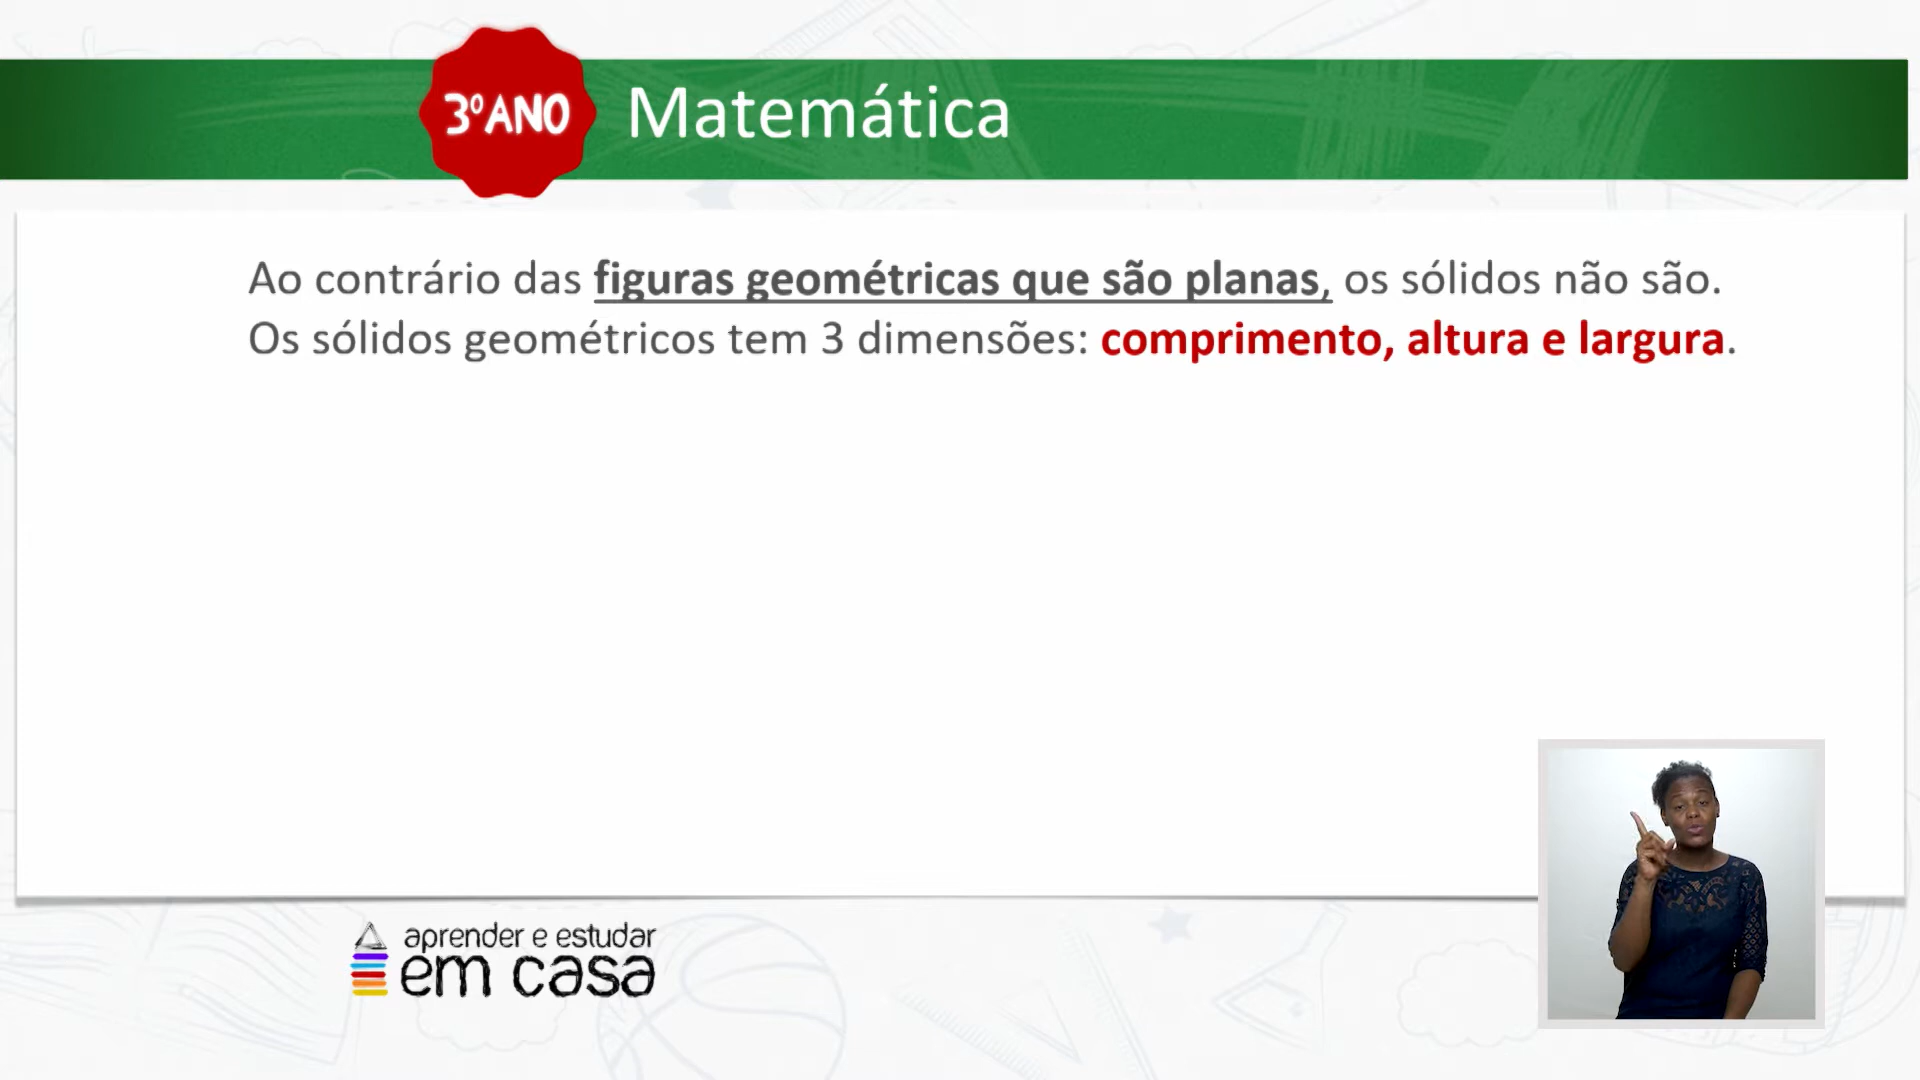 3ºANO
Matemática
Ao contrário das figuras geométricas que são planas, os sólidos não são.
Os sólidos geométricos tem 3 dimensões: comprimento, altura e largura.
aprender e estudar
em casa